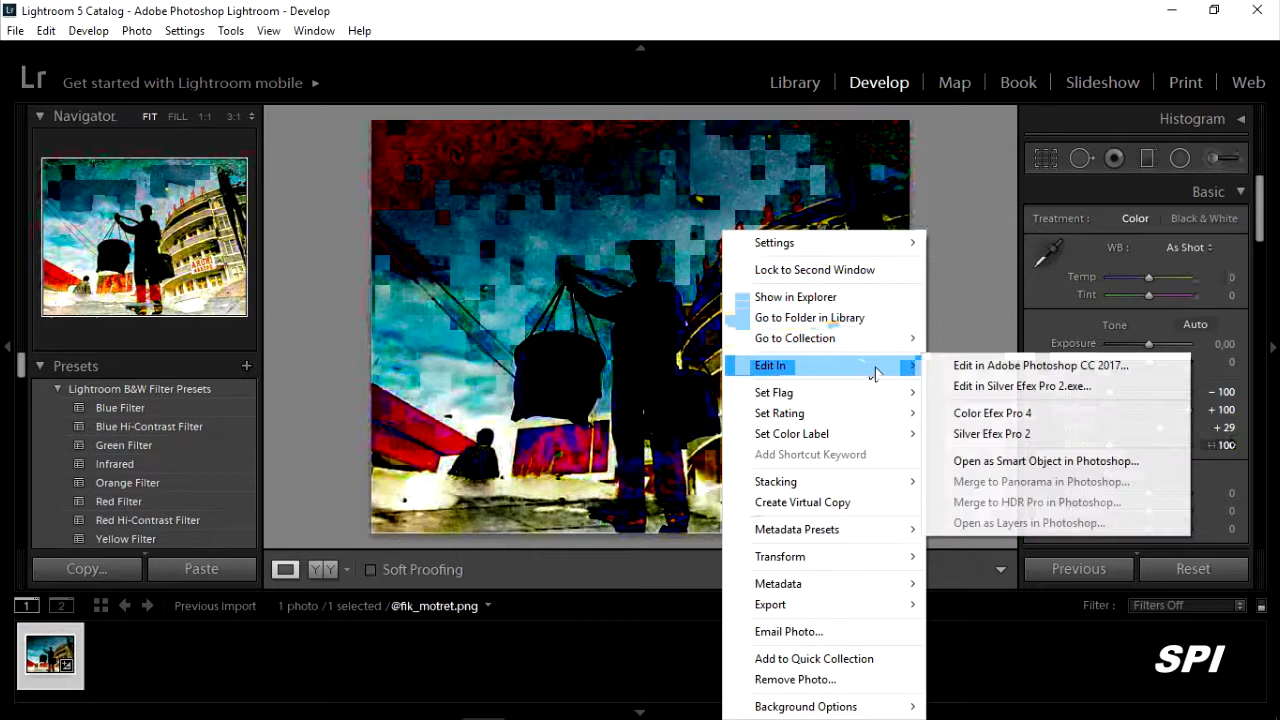 Lightroom 5 Catalog - Adobe Photoshop Lightroom - Develop
File Edit Develop Photo Settings Tools View Window Help
Lr Get started with Lightroom mobile
Library Develop Map Book Slideshow Print Web
Navigator FIT FILL 1:1 3:1
Histogram
Basic
Treatment : Color Black & White
WB : As Shot
Temp 0
Tint 0
Tone Auto
Exposure 0
0
- 100
+ 100
+ 29
- 100
0
0
0
Presets
Lightroom B&W Filter Presets
Blue Filter
Blue Hi-Contrast Filter
Green Filter
Infrared
Orange Filter
Red Filter
Red Hi-Contrast Filter
Yellow Filter
Copy... Paste
Settings
Lock to Second Window
Show in Explorer
Go to Folder in Library
Go to Collection
Edit In
Set Flag
Set Rating
Set Color Label
Add Shortcut Keyword
Stacking
Create Virtual Copy
Metadata Presets
Transform
Metadata
Export
Email Photo...
Add to Quick Collection
Remove Photo...
Background Options
Edit in Adobe Photoshop CC 2017...
Edit in Silver Efex Pro 2.exe...
Color Efex Pro 4
Silver Efex Pro 2
Open as Smart Object in Photoshop...
Merge to Panorama in Photoshop...
Merge to HDR Pro in Photoshop...
Open as Layers in Photoshop...
Y Y Soft Proofing
Previous Reset
1 2 Previous Import 1 photo / 1 selected / @fik_motret.png
Filter : Filters Off
SPI